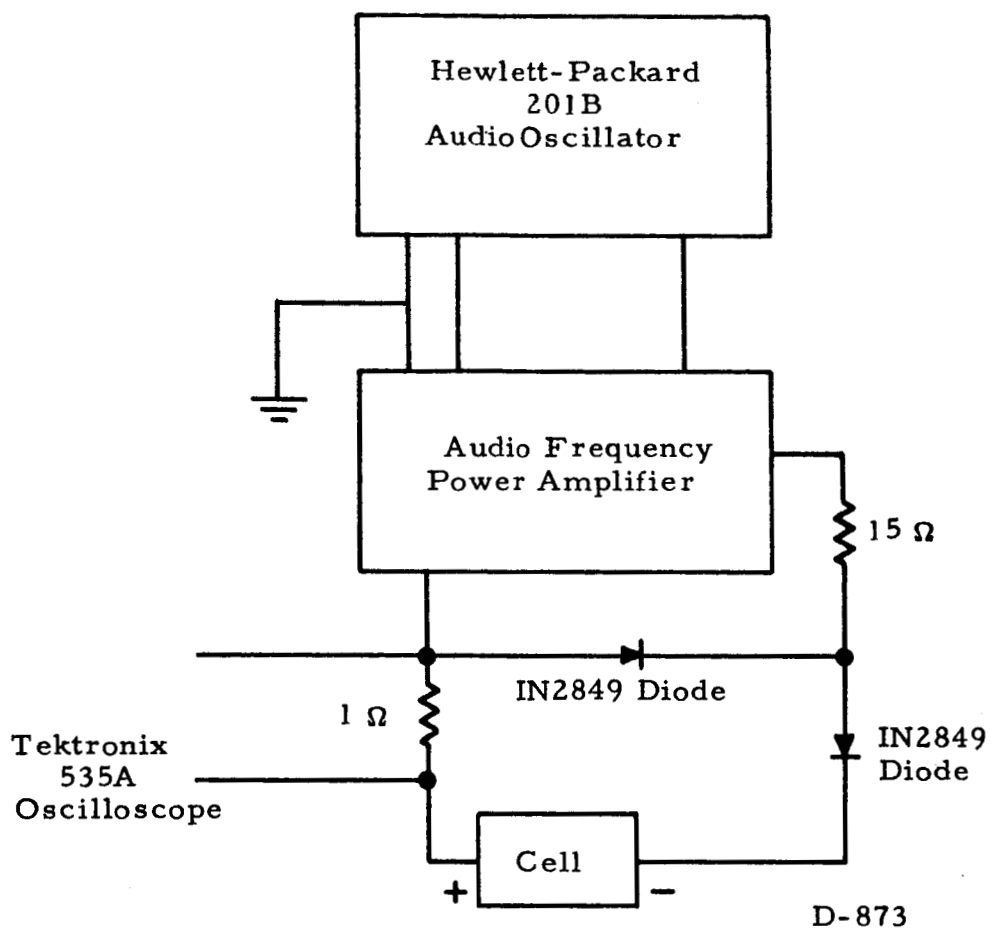 Hewlett-Packard
201B
Audio Oscillator
Audio Frequency
Power Amplifier
15 Ω
IN2849 Diode
1 Ω
Tektronix
535A
Oscilloscope
IN2849
Diode
Cell
+
−
D-873